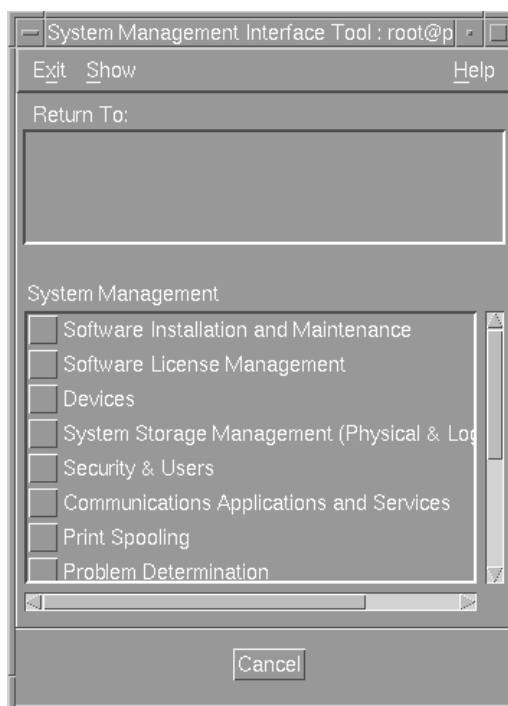 System Management Interface Tool : root@p
Exit Show Help
Return To:
System Management
Software Installation and Maintenance
Software License Management
Devices
System Storage Management (Physical & Log
Security & Users
Communications Applications and Services
Print Spooling
Problem Determination
Cancel